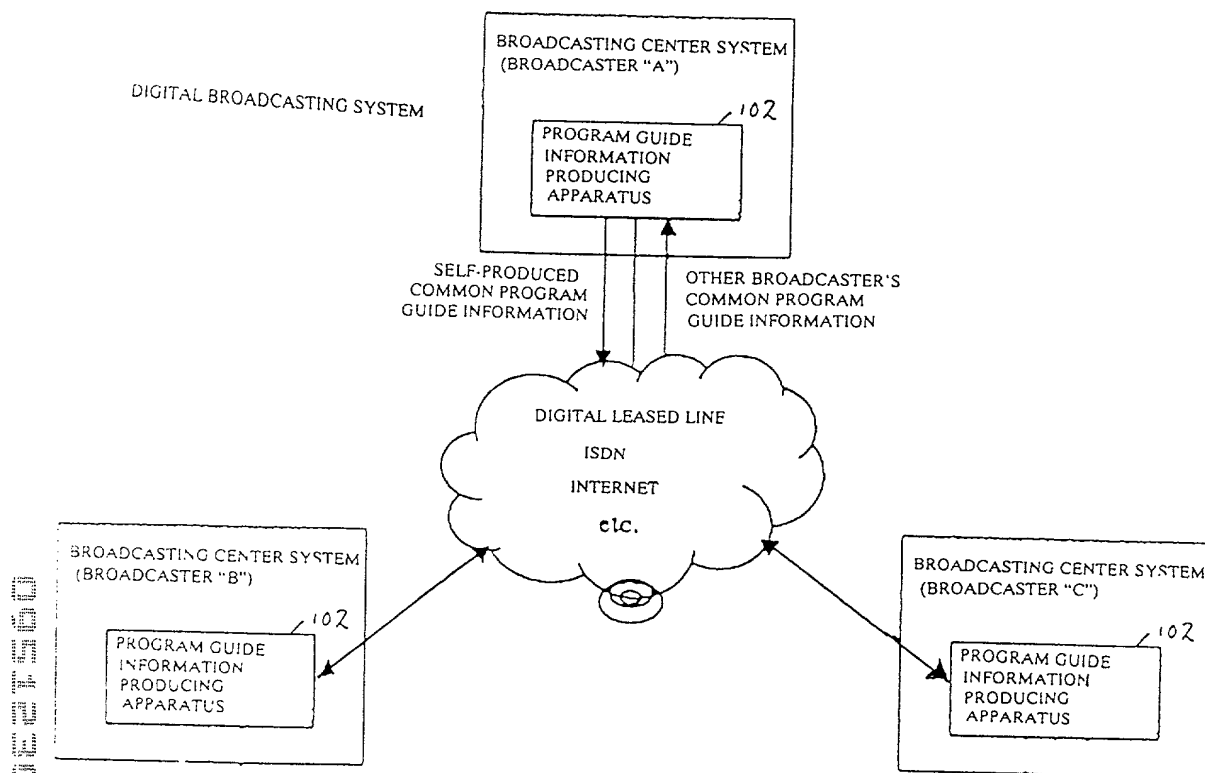 BROADCASTING CENTER SYSTEM
(BROADCASTER "A")
DIGITAL BROADCASTING SYSTEM
102
PROGRAM GUIDE
INFORMATION
PRODUCING
APPARATUS
SELF-PRODUCED
COMMON PROGRAM
GUIDE INFORMATION
OTHER BROADCASTER'S
COMMON PROGRAM
GUIDE INFORMATION
DIGITAL LEASED LINE
ISDN
INTERNET
etc.
BROADCASTING CENTER SYSTEM
(BROADCASTER "B")
102
PROGRAM GUIDE
INFORMATION
PRODUCING
APPARATUS
BROADCASTING CENTER SYSTEM
(BROADCASTER "C")
102
PROGRAM GUIDE
INFORMATION
PRODUCING
APPARATUS